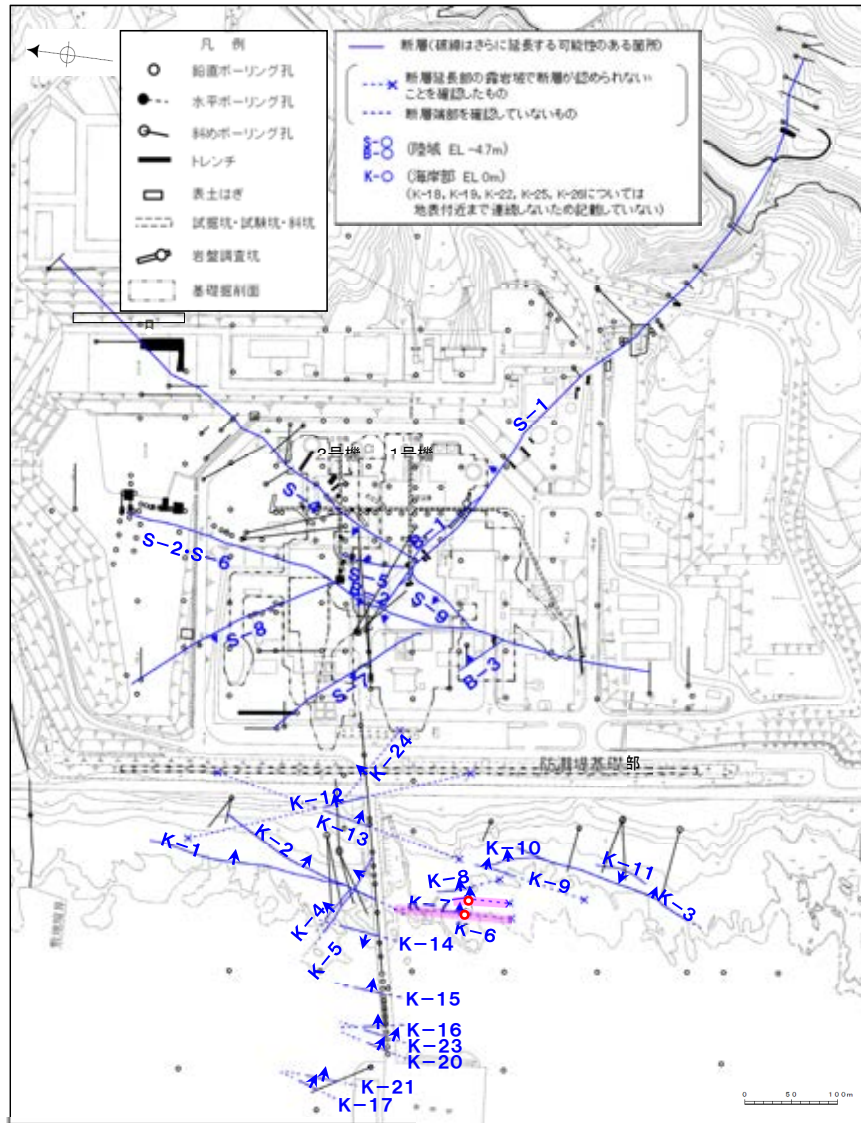 凡 例
鉛直ボーリング孔
水平ボーリング孔
斜めボーリング孔
トレンチ
表土はぎ
試掘坑・試験坑・斜坑
岩盤調査坑
基礎掘削面
断層(破線はさらに延長する可能性のある箇所)
断層延長部の露岩域で断層が認められない
ことを確認したもの
断層端部を確認していないもの
S-○
B-○
(陸域 EL -4.7m)
K-○ (海岸部 EL 0m)
(K-18, K-19, K-22, K-25, K-26については
地表付近まで連続しないため記載していない)
S-1
2号機 1号機
S-4
B-1
S-2・S-6
S-5
B-2
S-9
S-8
B-3
S-7
K-24
防潮堤基礎部
K-12
K-13
K-1
K-2
K-10
K-11
K-8
K-9
K-3
K-7
K-4
K-6
K-5
K-14
K-15
K-16
K-23
K-20
K-21
K-17
0 50 100m